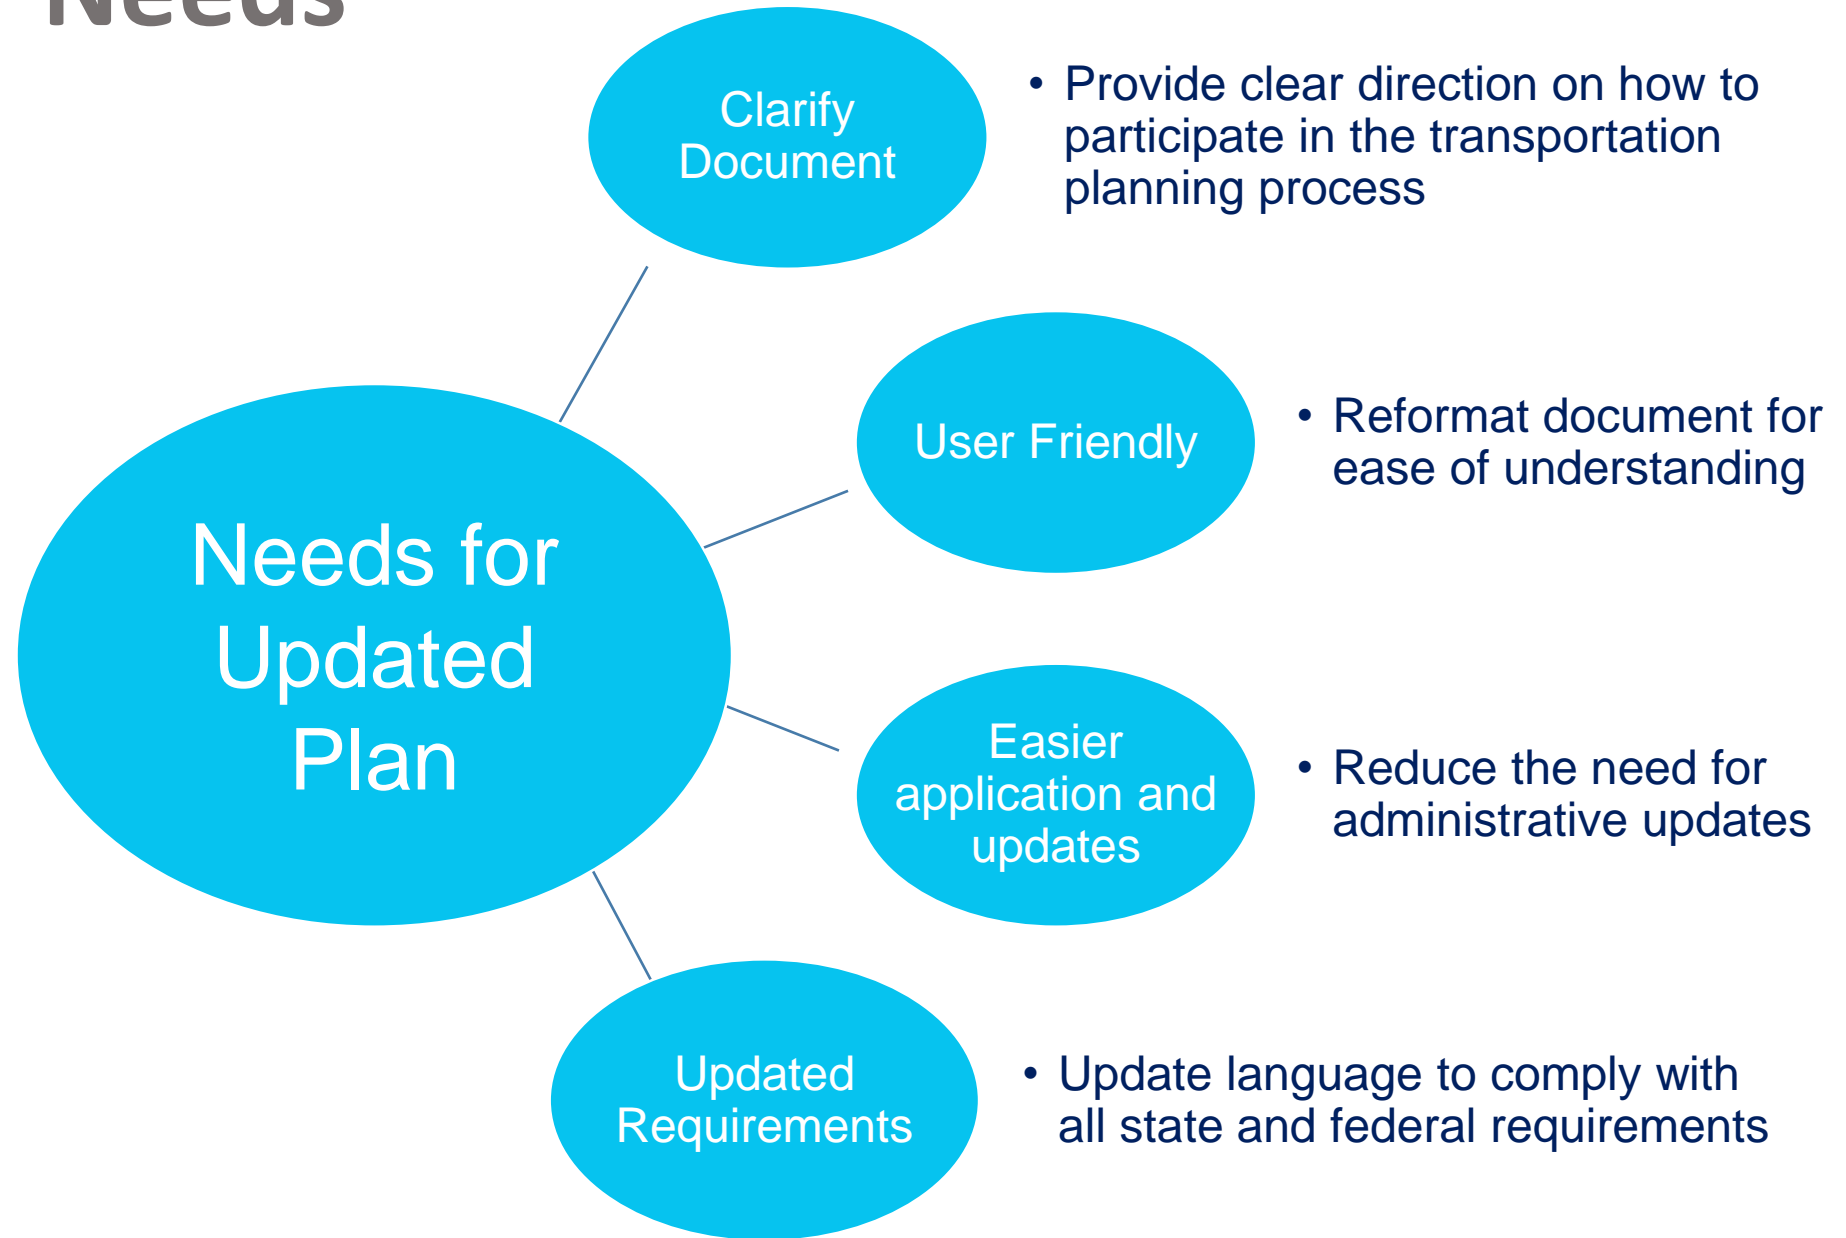 Needs
Clarify
Document
• Provide clear direction on how to
participate in the transportation
planning process
User Friendly
• Reformat document for
ease of understanding
Needs for
Updated
Plan
Easier
application and
updates
• Reduce the need for
administrative updates
Updated
Requirements
• Update language to comply with
all state and federal requirements